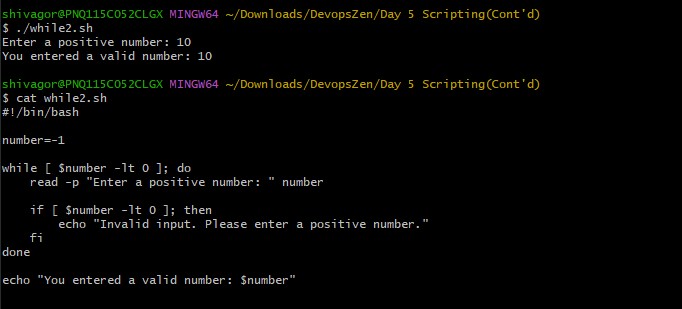 shivagor@PNQ115CO52CLGX MINGW64 ~/Downloads/DevopsZen/Day 5 Scripting(Cont'd)
$ ./while2.sh
Enter a positive number: 10
You entered a valid number: 10

shivagor@PNQ115CO52CLGX MINGW64 ~/Downloads/DevopsZen/Day 5 Scripting(Cont'd)
$ cat while2.sh
#!/bin/bash

number=-1

while [ $number -lt 0 ]; do
    read -p "Enter a positive number: " number

    if [ $number -lt 0 ]; then
        echo "Invalid input. Please enter a positive number."
    fi
done

echo "You entered a valid number: $number"